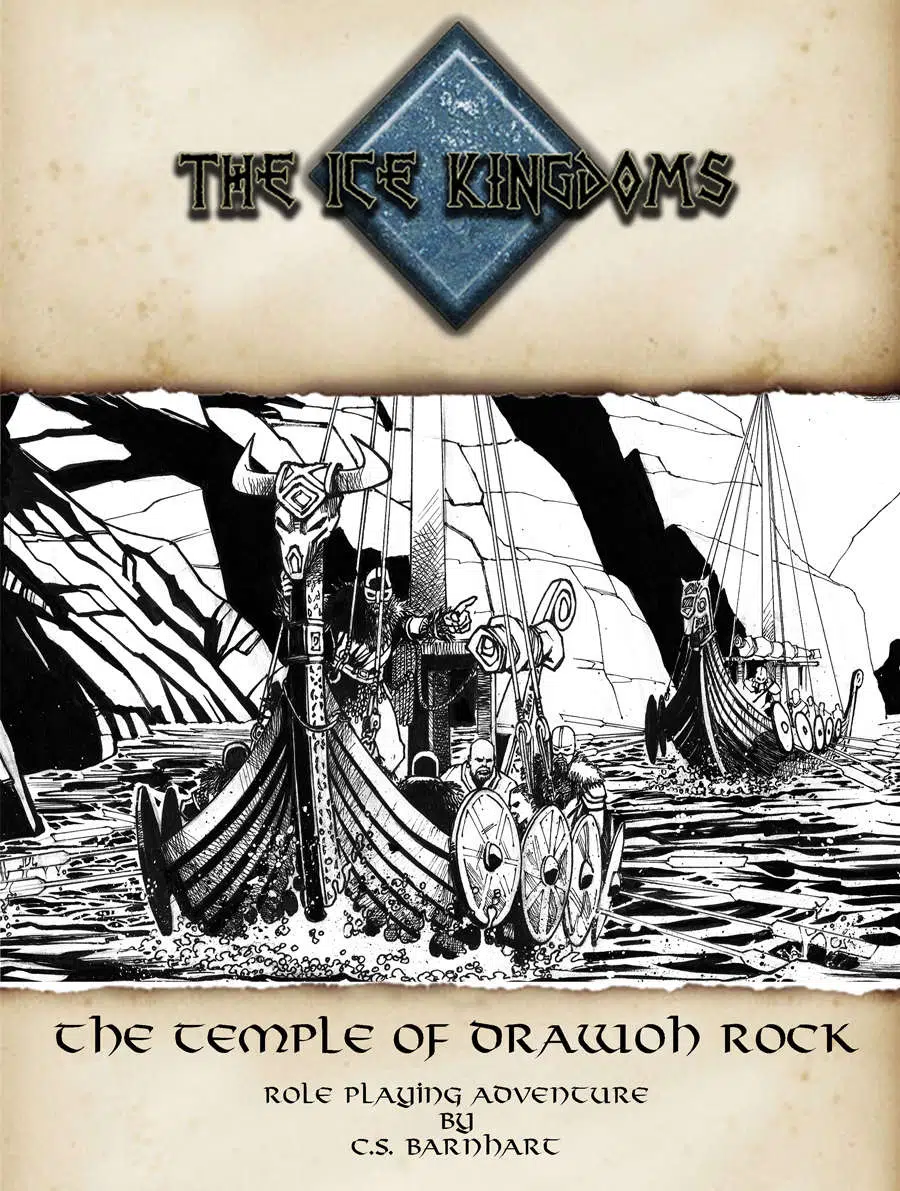 THE ICE KINGDOMS
THE TEMPLE OF DRAWOH ROCK
ROLE PLAYING ADVENTURE
BY
C.S. BARNHART